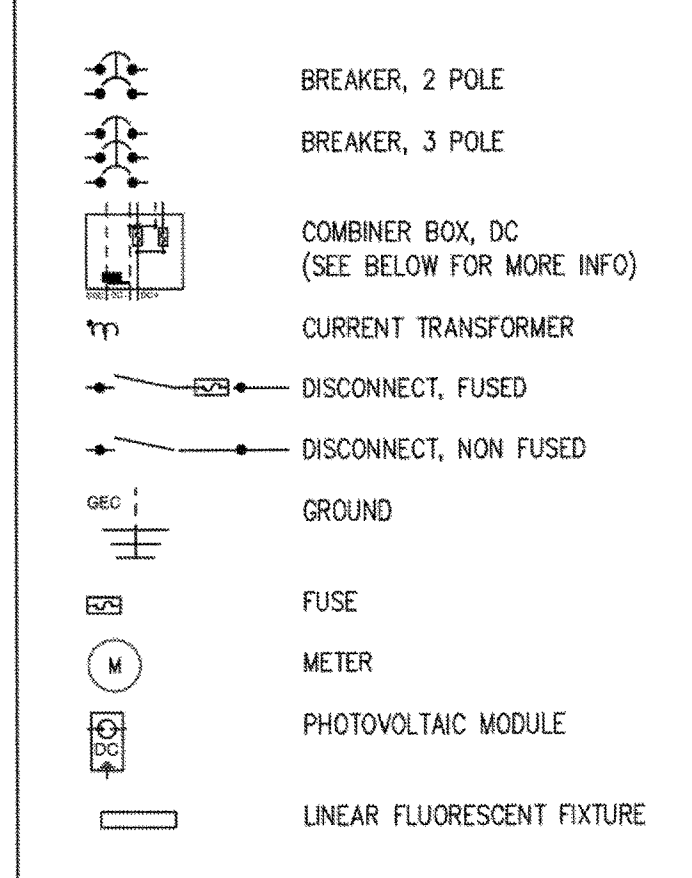 BREAKER, 2 POLE
BREAKER, 3 POLE
COMBINER BOX, DC
(SEE BELOW FOR MORE INFO)
CURRENT TRANSFORMER
DISCONNECT, FUSED
DISCONNECT, NON FUSED
GEC
GROUND
FUSE
M
METER
DC
PHOTOVOLTAIC MODULE
LINEAR FLUORESCENT FIXTURE